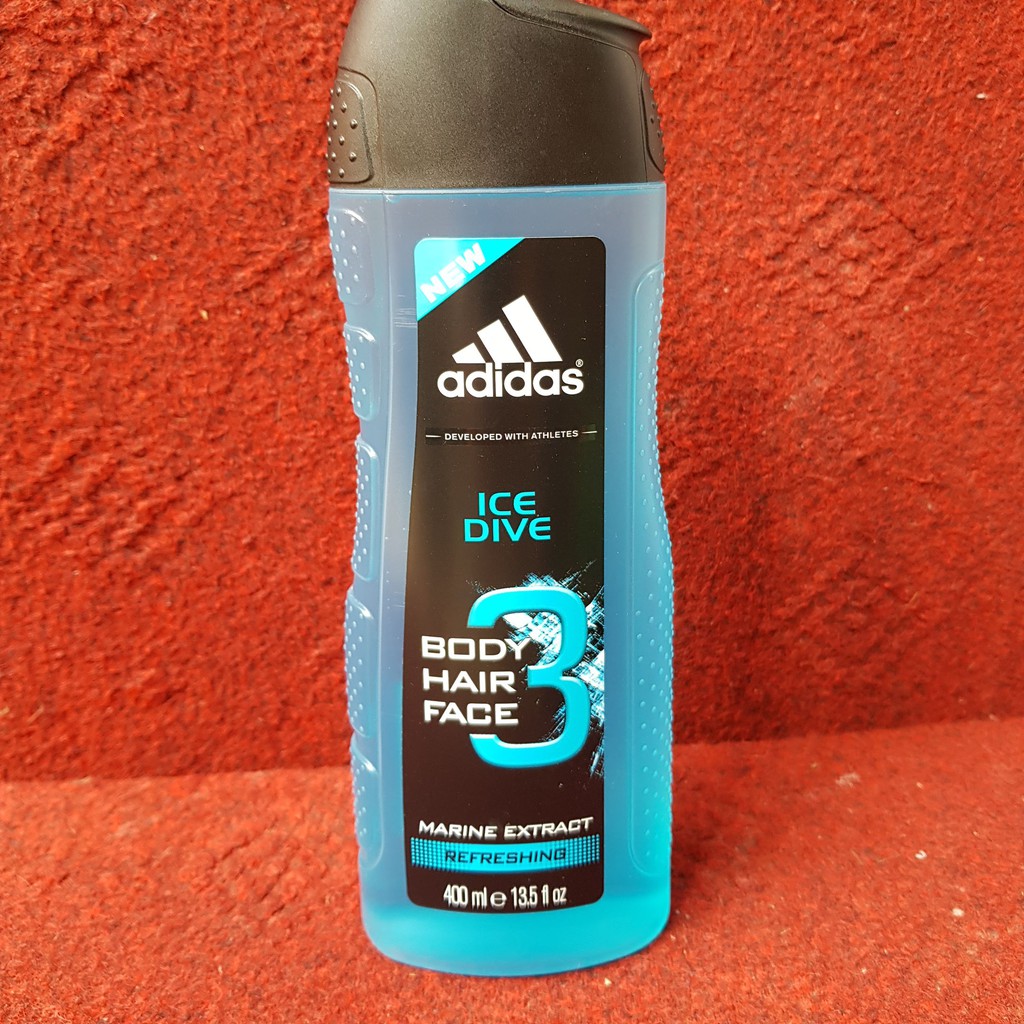 NEW
adidas®
DEVELOPED WITH ATHLETES
ICE
DIVE
3
BODY
HAIR
FACE
MARINE EXTRACT
REFRESHING
400 ml ℮ 13.5 fl oz